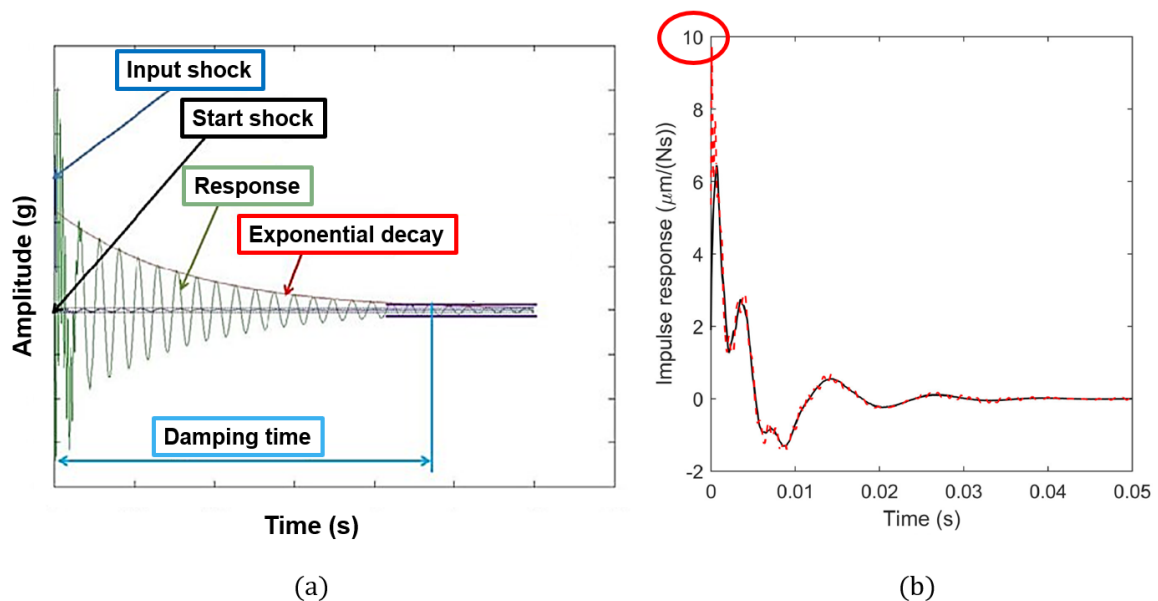 Input shock
Start shock
Response
Exponential decay
Damping time
Amplitude (g)
Time (s)
(a)
10
8
6
4
2
0
-2
Impulse response (μm/(Ns))
0
0.01
0.02
0.03
0.04
0.05
Time (s)
(b)